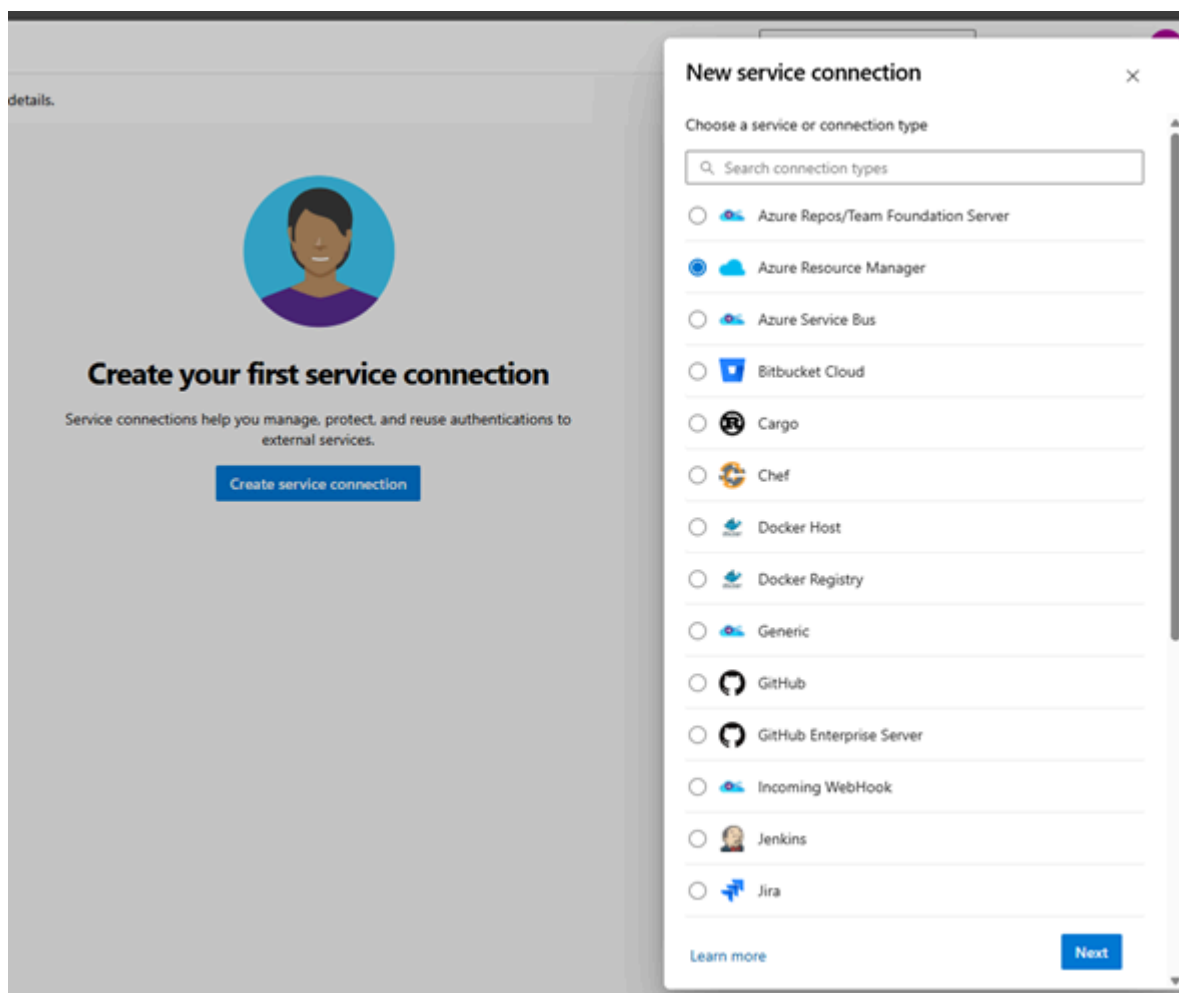 details.
Create your first service connection
Service connections help you manage, protect, and reuse authentications to
external services.
Create service connection
New service connection
Choose a service or connection type
Search connection types
Azure Repos/Team Foundation Server
Azure Resource Manager
Azure Service Bus
Bitbucket Cloud
Cargo
Chef
Docker Host
Docker Registry
Generic
GitHub
GitHub Enterprise Server
Incoming WebHook
Jenkins
Jira
Learn more
Next